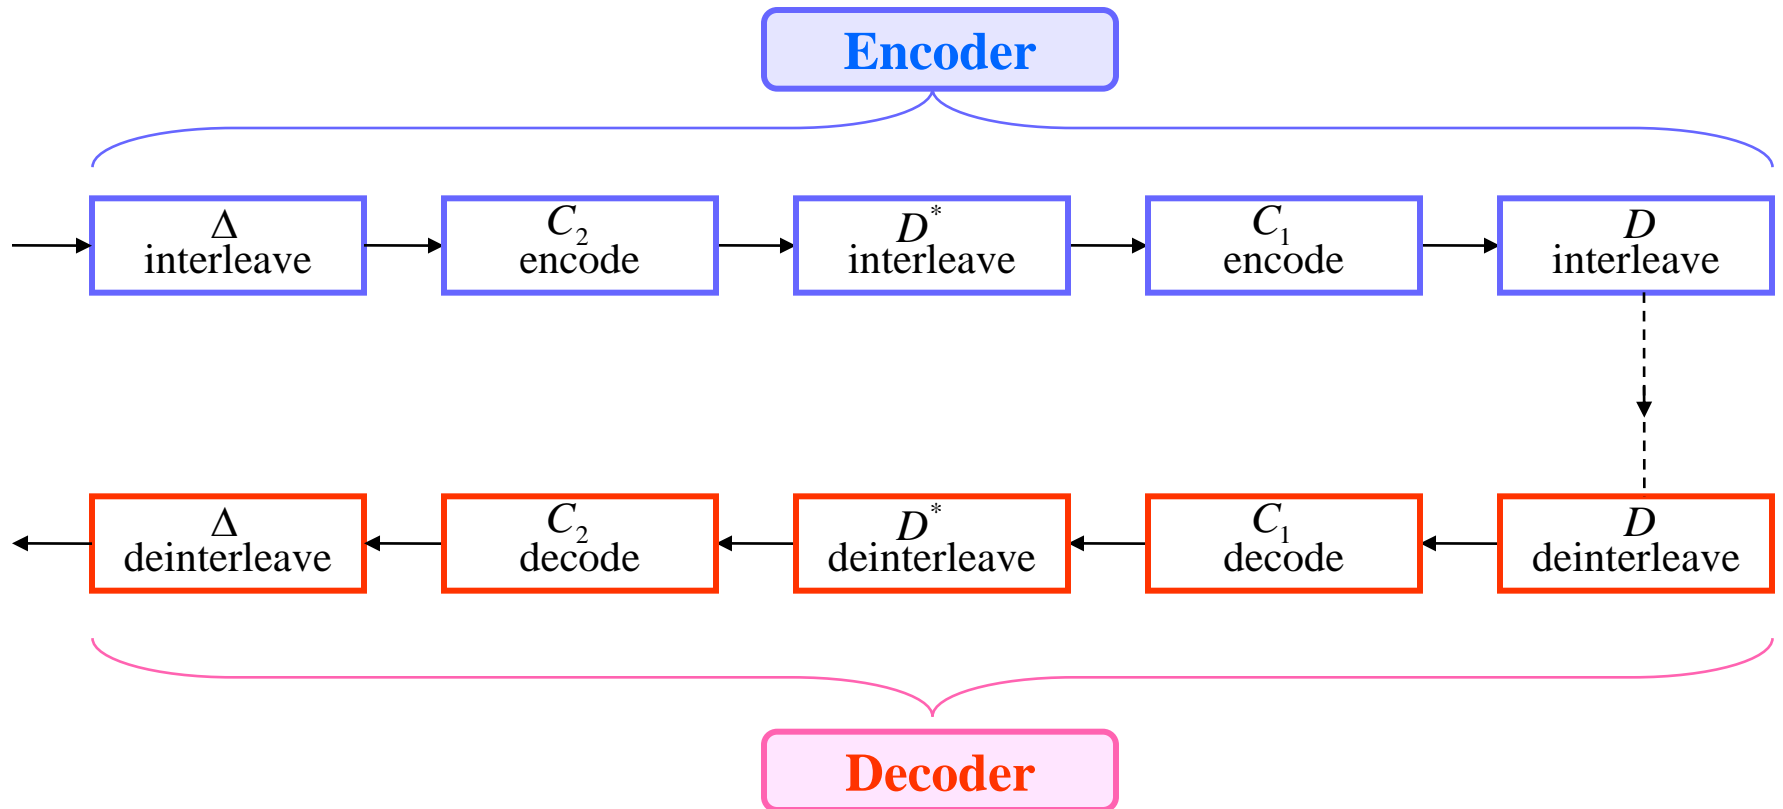 Encoder
Δ
interleave
C₂
encode
D*
interleave
C₁
encode
D
interleave
Δ
deinterleave
C₂
decode
D*
deinterleave
C₁
decode
D
deinterleave
Decoder